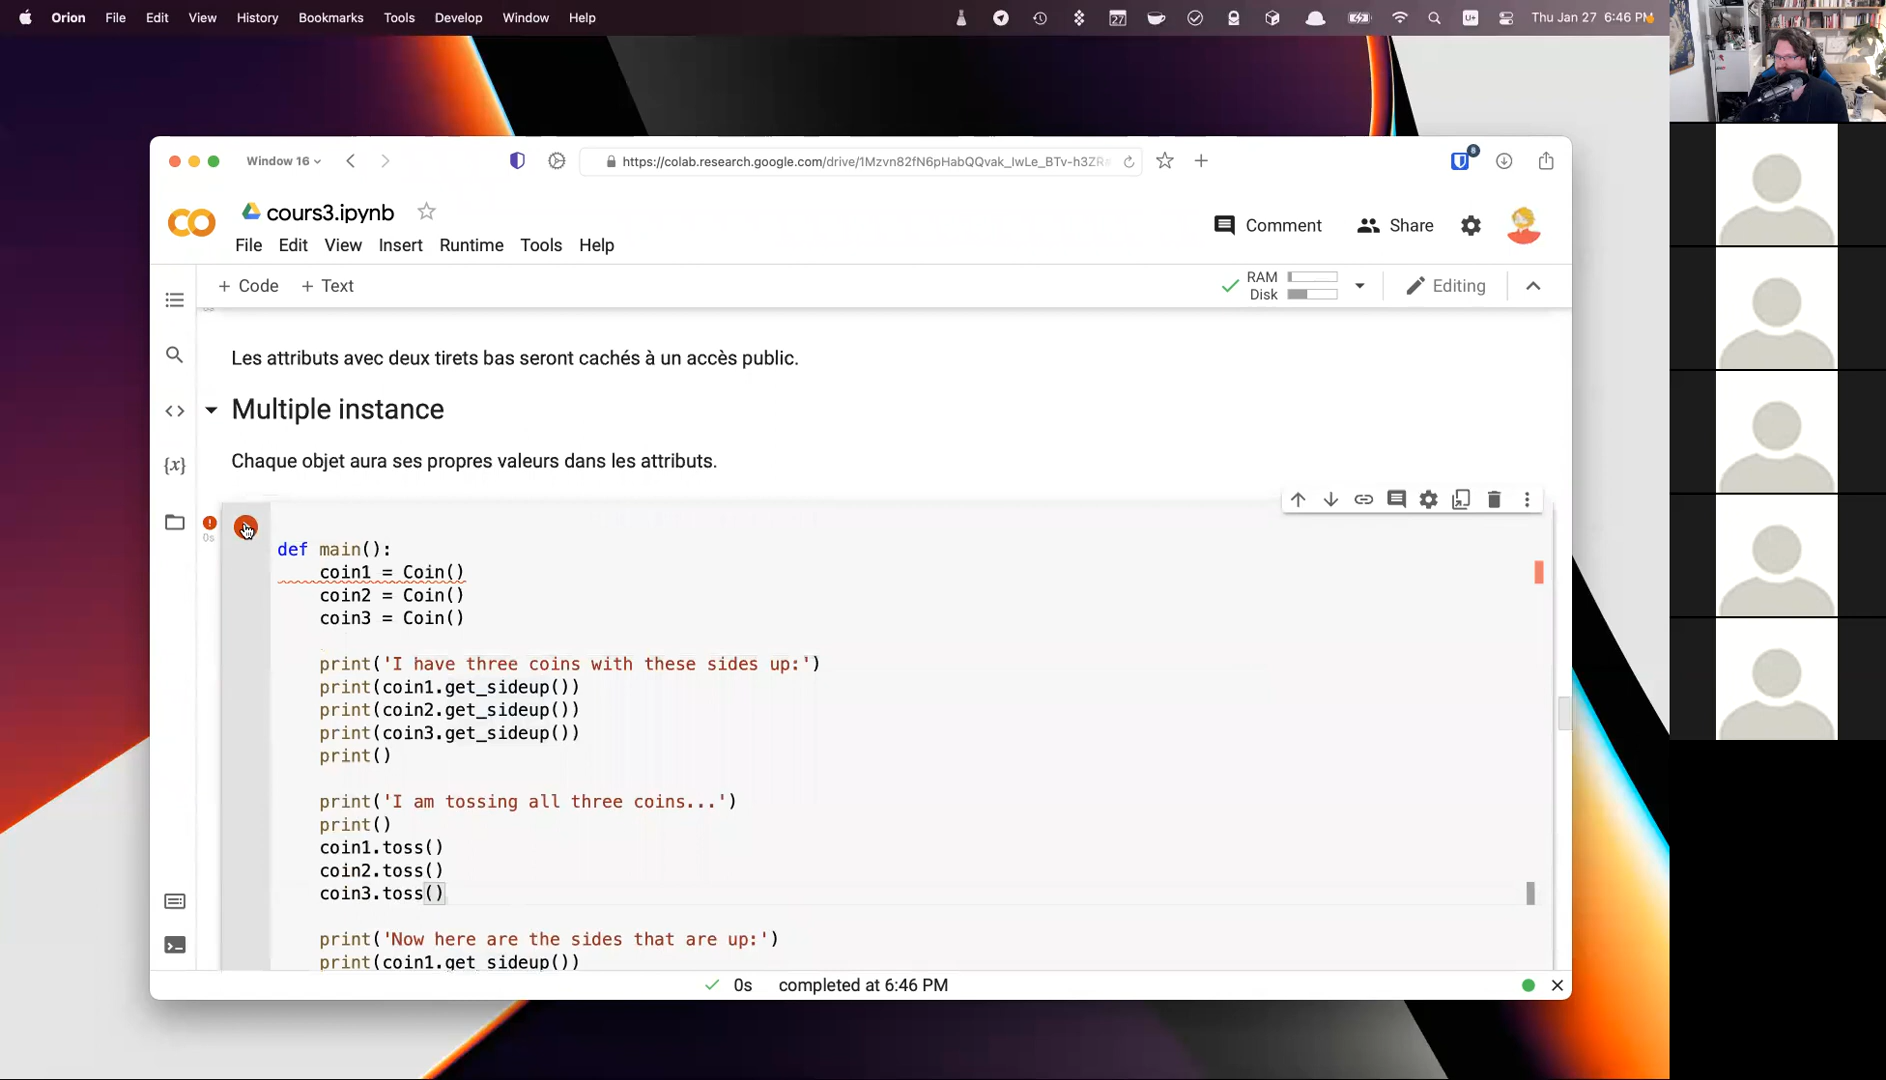 Orion File Edit View History Bookmarks Tools Develop Window Help
27
U+
Thu Jan 27 6:46 PM
Window 16
https://colab.research.google.com/drive/1Mzvn82fN6pHabQQvak_IwLe_BTv-h3ZR
8
cours3.ipynb
File Edit View Insert Runtime Tools Help
Comment Share
+ Code + Text
RAM
Disk
Editing
0s
Les attributs avec deux tirets bas seront cachés à un accès public.
Multiple instance
Chaque objet aura ses propres valeurs dans les attributs.
{x}
0s
def main():
coin1 = Coin()
coin2 = Coin()
coin3 = Coin()
print('I have three coins with these sides up:')
print(coin1.get_sideup())
print(coin2.get_sideup())
print(coin3.get_sideup())
print()
print('I am tossing all three coins...')
print()
coin1.toss()
coin2.toss()
coin3.toss()
print('Now here are the sides that are up:')
print(coin1.get_sideup())
0s completed at 6:46 PM